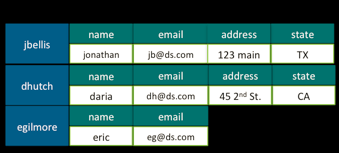 name email address state
jbellis
jonathan jb@ds.com 123 main TX
name email address state
dhutch
daria dh@ds.com 45 2nd St. CA
name email
egilmore
eric eg@ds.com